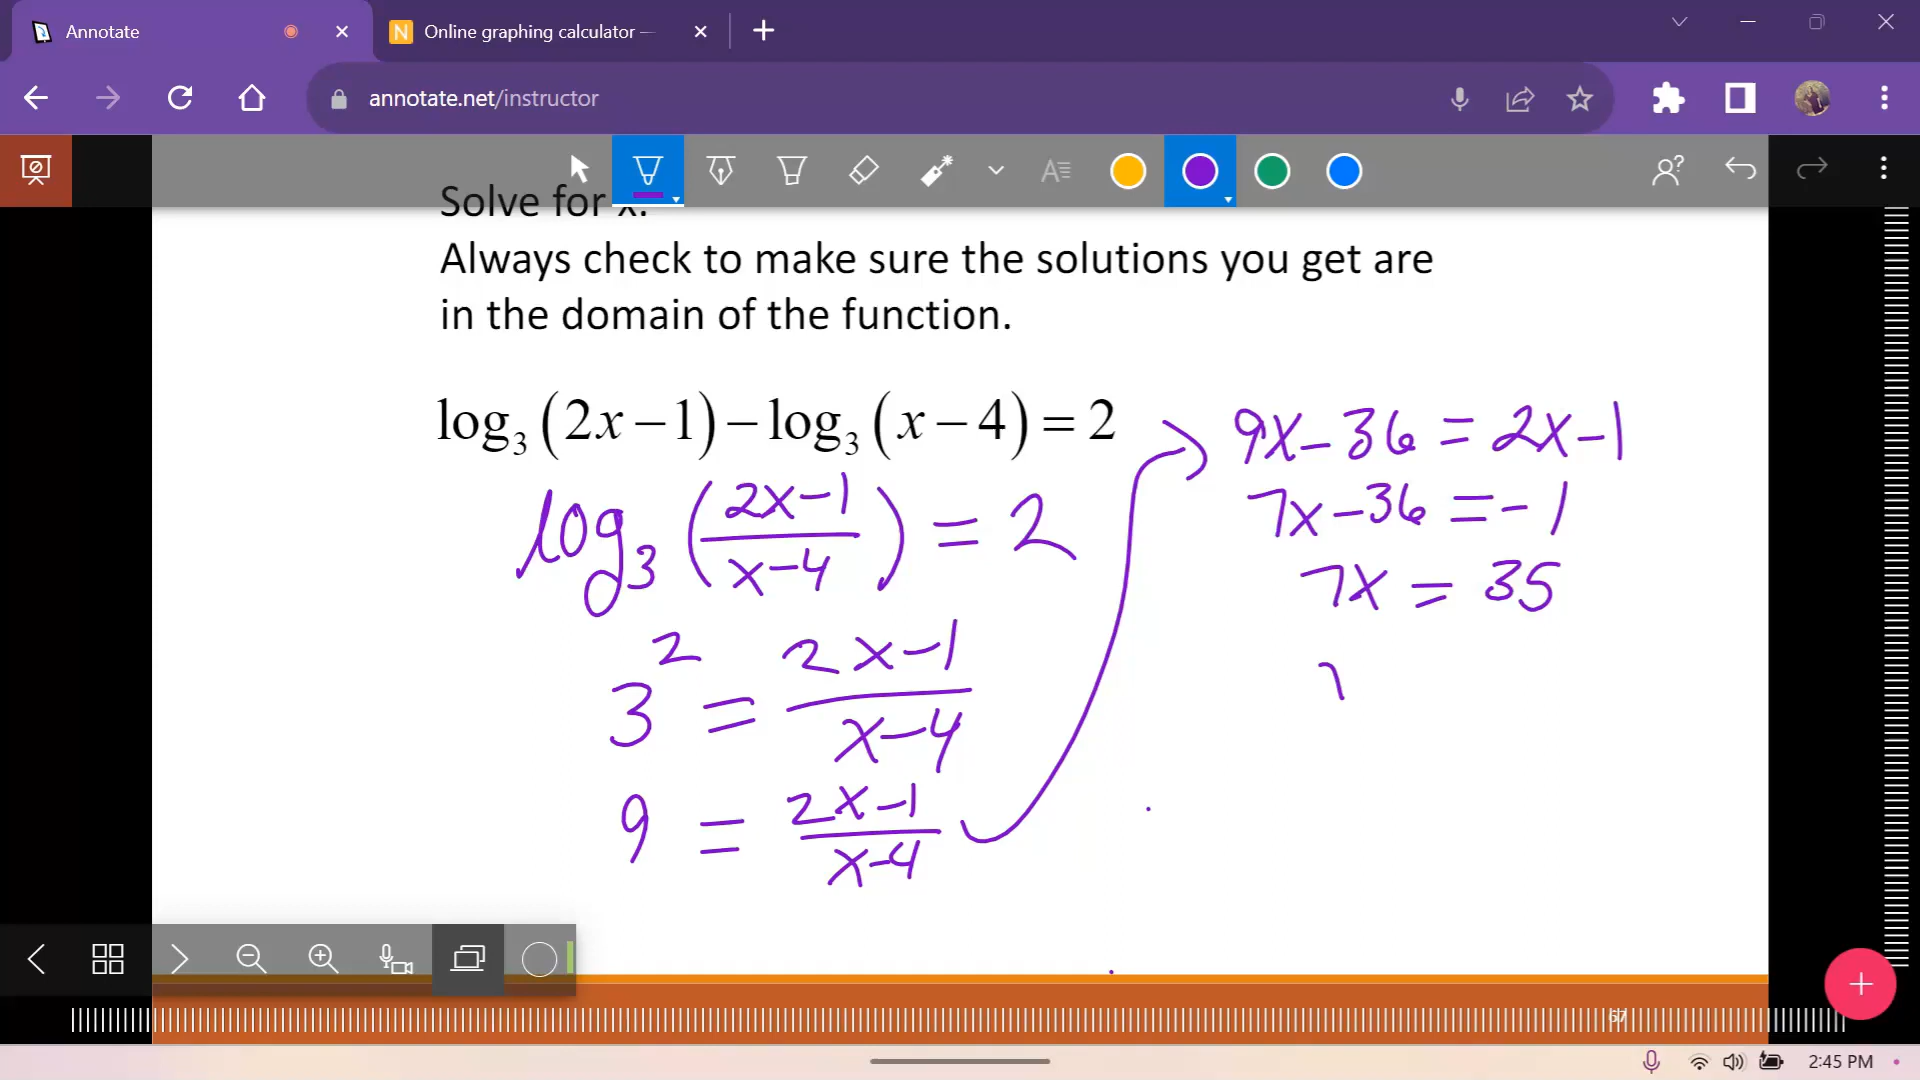 Annotate
N Online graphing calculator —
annotate.net/instructor
Solve for x.
Always check to make sure the solutions you get are
in the domain of the function.
log₃(2x−1)−log₃(x−4)=2
log₃((2x−1)/(x−4)) = 2
3² = (2x−1)/(x−4)
9 = (2x−1)/(x−4)
9x−36 = 2x−1
7x−36 = −1
7x = 35
67
2:45 PM